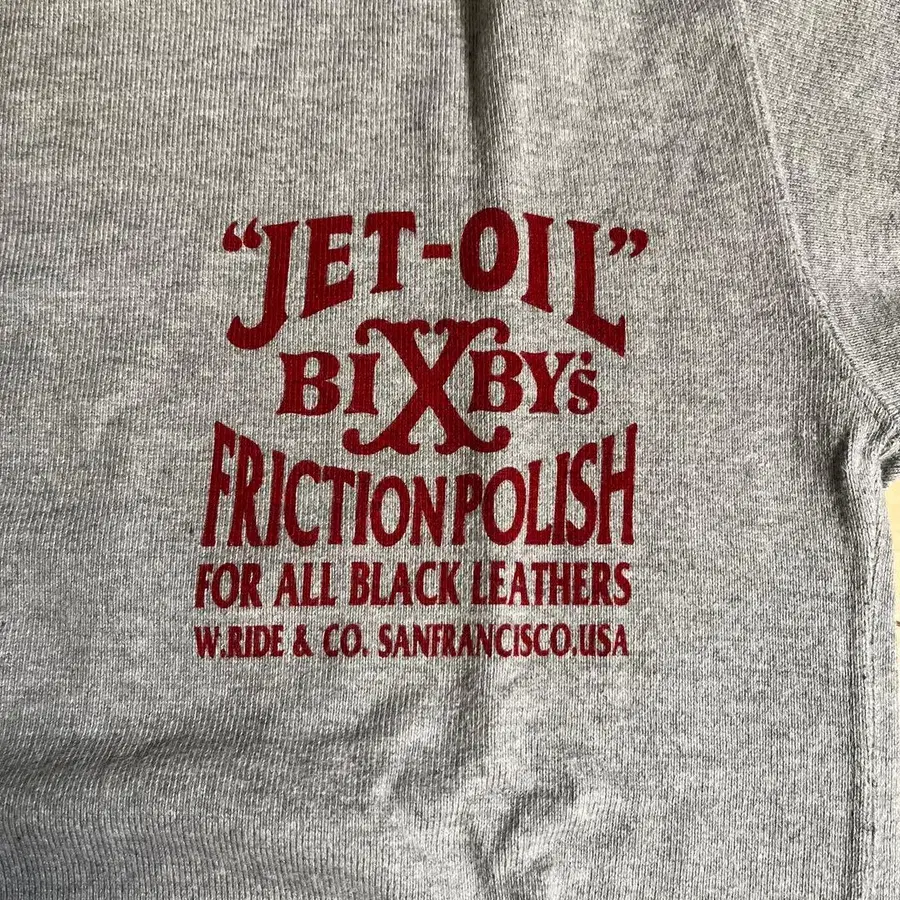 “JET-OIL”
BIXBY's
FRICTION POLISH
FOR ALL BLACK LEATHERS
W.RIDE & CO. SANFRANCISCO.USA